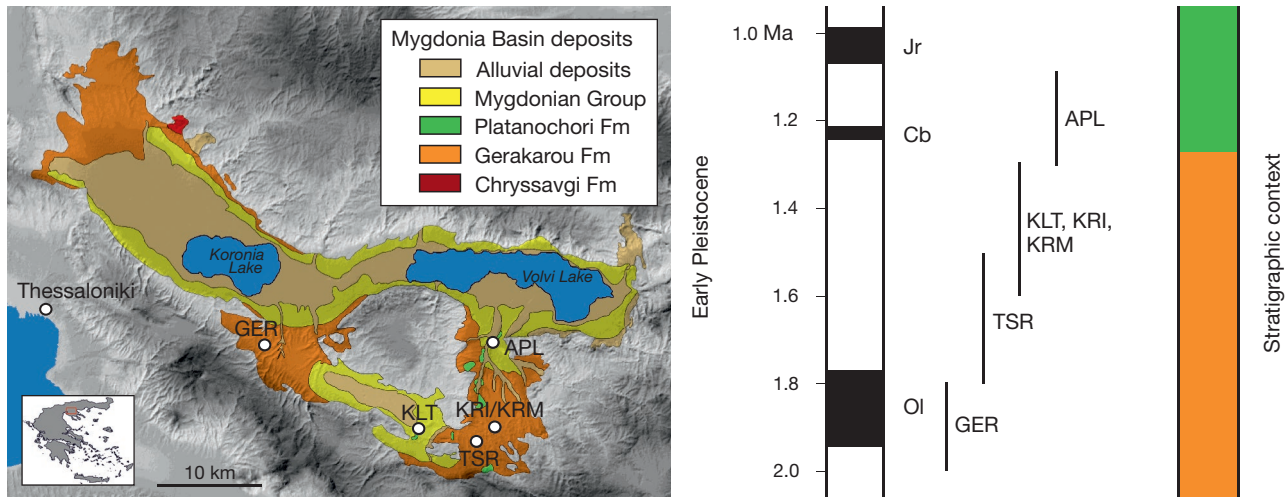 Mygdonia Basin deposits
Alluvial deposits
Mygdonian Group
Platanochori Fm
Gerakarou Fm
Chryssavgi Fm
Koronia
Lake
Volvi Lake
Thessaloniki
GER
APL
KLT
KRI/KRM
TSR
10 km
Early Pleistocene
1.0 Ma
1.2
1.4
1.6
1.8
2.0
Jr
Cb
Ol
APL
KLT, KRI,
KRM
TSR
GER
Stratigraphic context